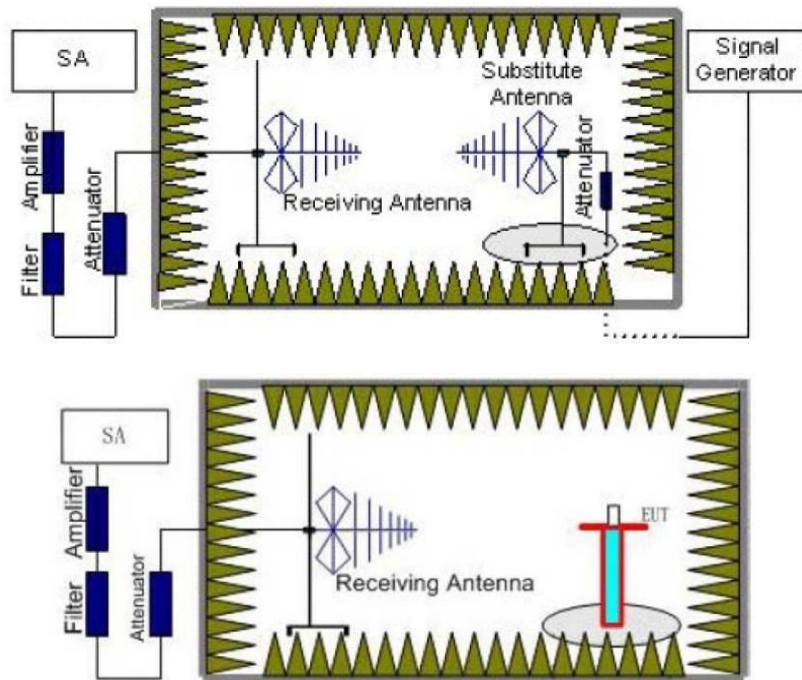 SA
Signal
Generator
Substitute
Antenna
Amplifier
Attenuator
Attenuator
Filter
Receiving Antenna
SA
Amplifier
EUT
Filter
Attenuator
Receiving Antenna